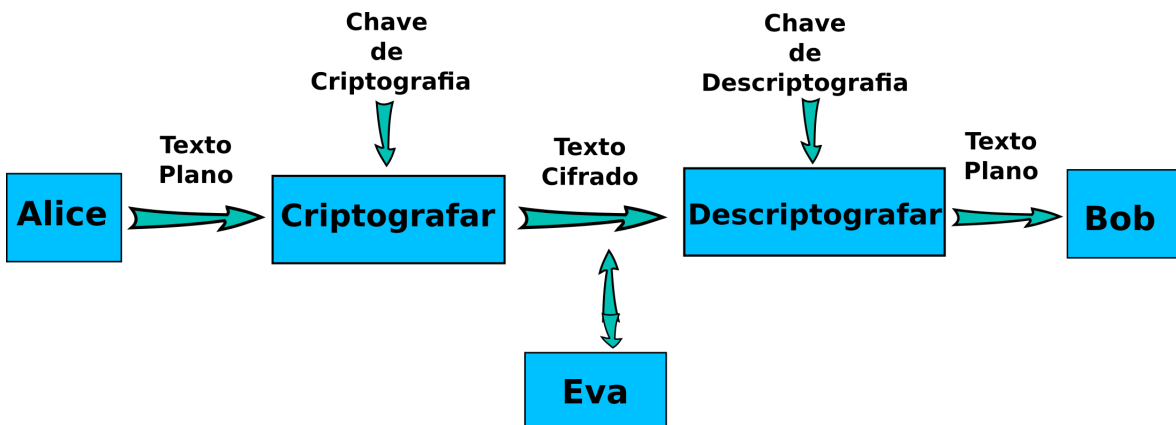 Chave
de
Criptografia
Chave
de
Descriptografia
Texto
Plano
Texto
Cifrado
Texto
Plano
Alice
Criptografar
Descriptografar
Bob
Eva